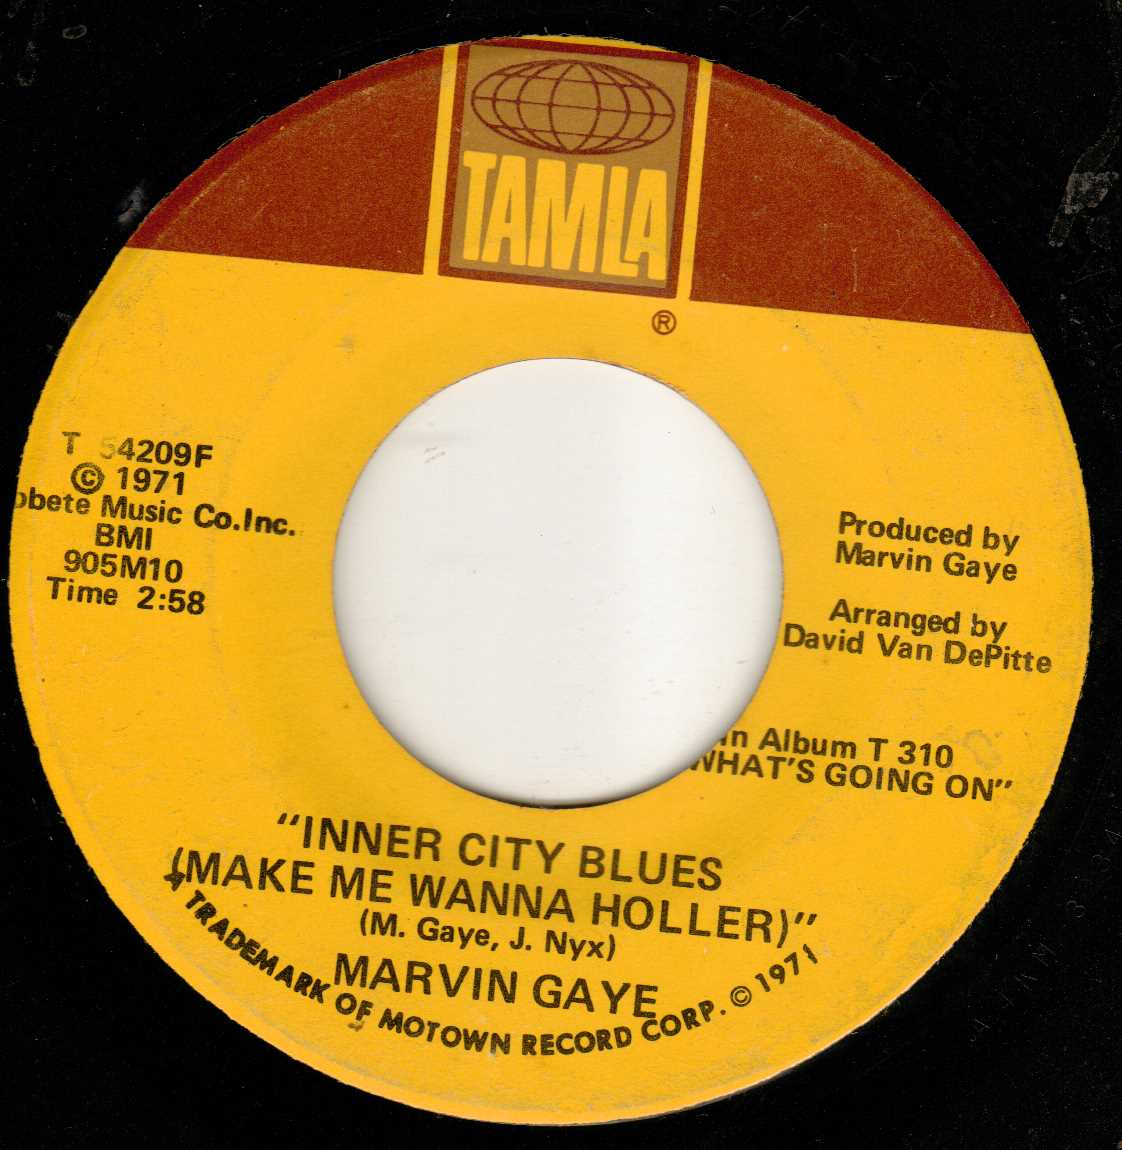 TAMLA
®
T 54209F
© 1971
obete Music Co.Inc.
BMI
905M10
Time 2:58
Produced by
Marvin Gaye
Arranged by
David Van DePitte
in Album T 310
WHAT'S GOING ON"
"INNER CITY BLUES
(MAKE ME WANNA HOLLER)"
(M. Gaye, J. Nyx)
MARVIN GAYE
TRADEMARK OF MOTOWN RECORD CORP. © 1971